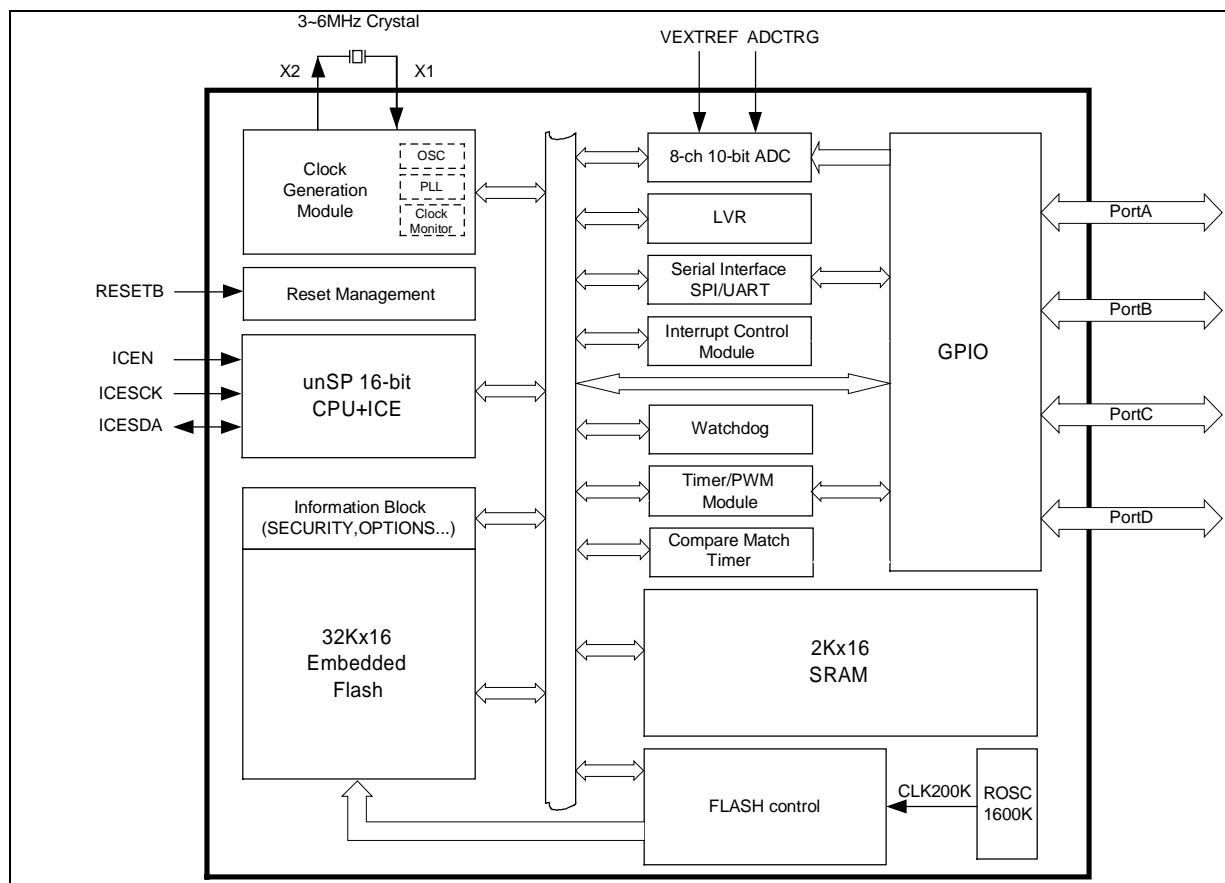 3~6MHz Crystal
X2
X1
VEXTREF ADCTRG
Clock
Generation
Module
OSC
PLL
Clock
Monitor
8-ch 10-bit ADC
LVR
PortA
RESETB
Reset Management
Serial Interface
SPI/UART
PortB
Interrupt Control
Module
GPIO
ICEN
ICESCK
ICESDA
unSP 16-bit
CPU+ICE
Watchdog
PortC
Timer/PWM
Module
PortD
Information Block
(SECURITY,OPTIONS...)
Compare Match
Timer
32Kx16
Embedded
Flash
2Kx16
SRAM
FLASH control
CLK200K
ROSC
1600K